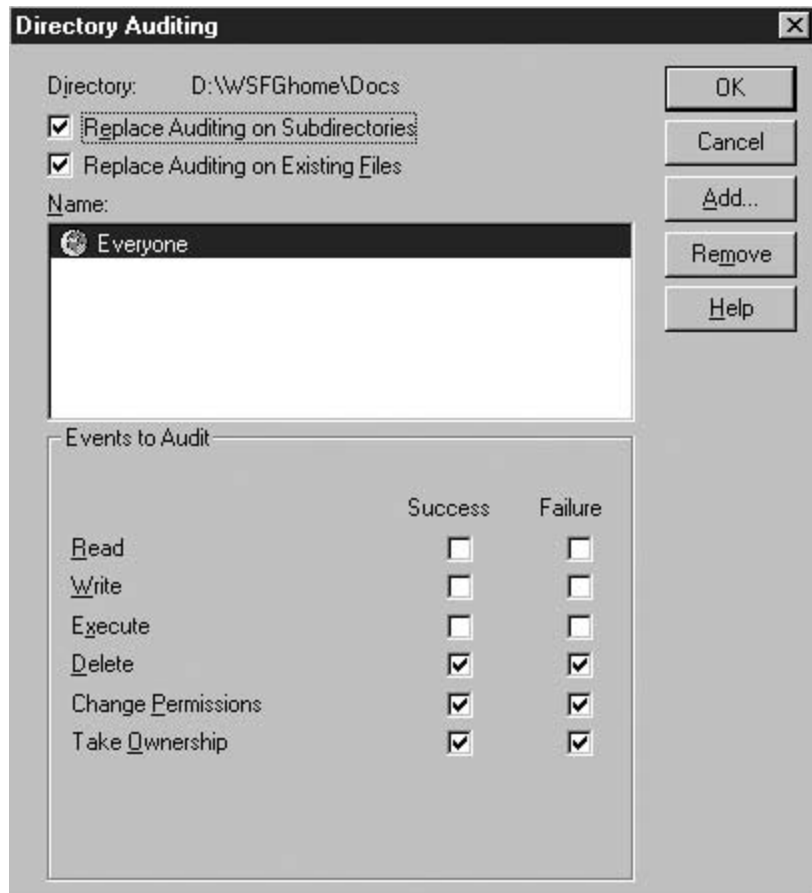 Directory Auditing
Directory: D:\WSFGhome\Docs
Replace Auditing on Subdirectories
Replace Auditing on Existing Files
Name:
Everyone
OK
Cancel
Add...
Remove
Help
Events to Audit
Success Failure
Read
Write
Execute
Delete
Change Permissions
Take Ownership